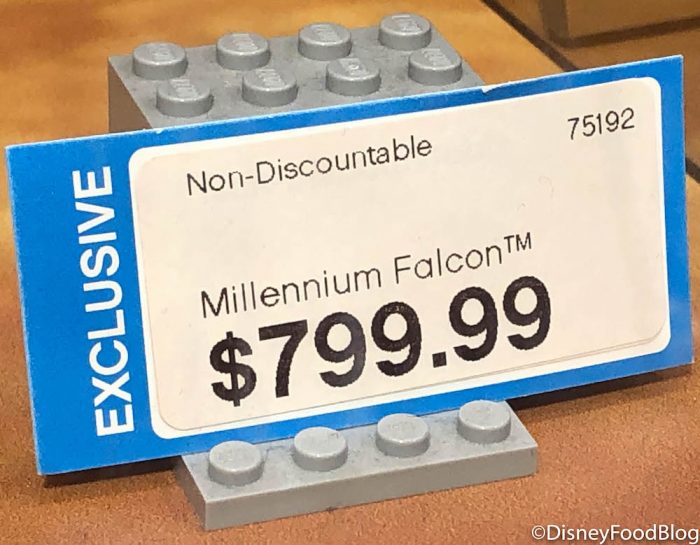 EXCLUSIVE
Non-Discountable
75192
Millennium Falcon™
$799.99
©DisneyFoodBlog